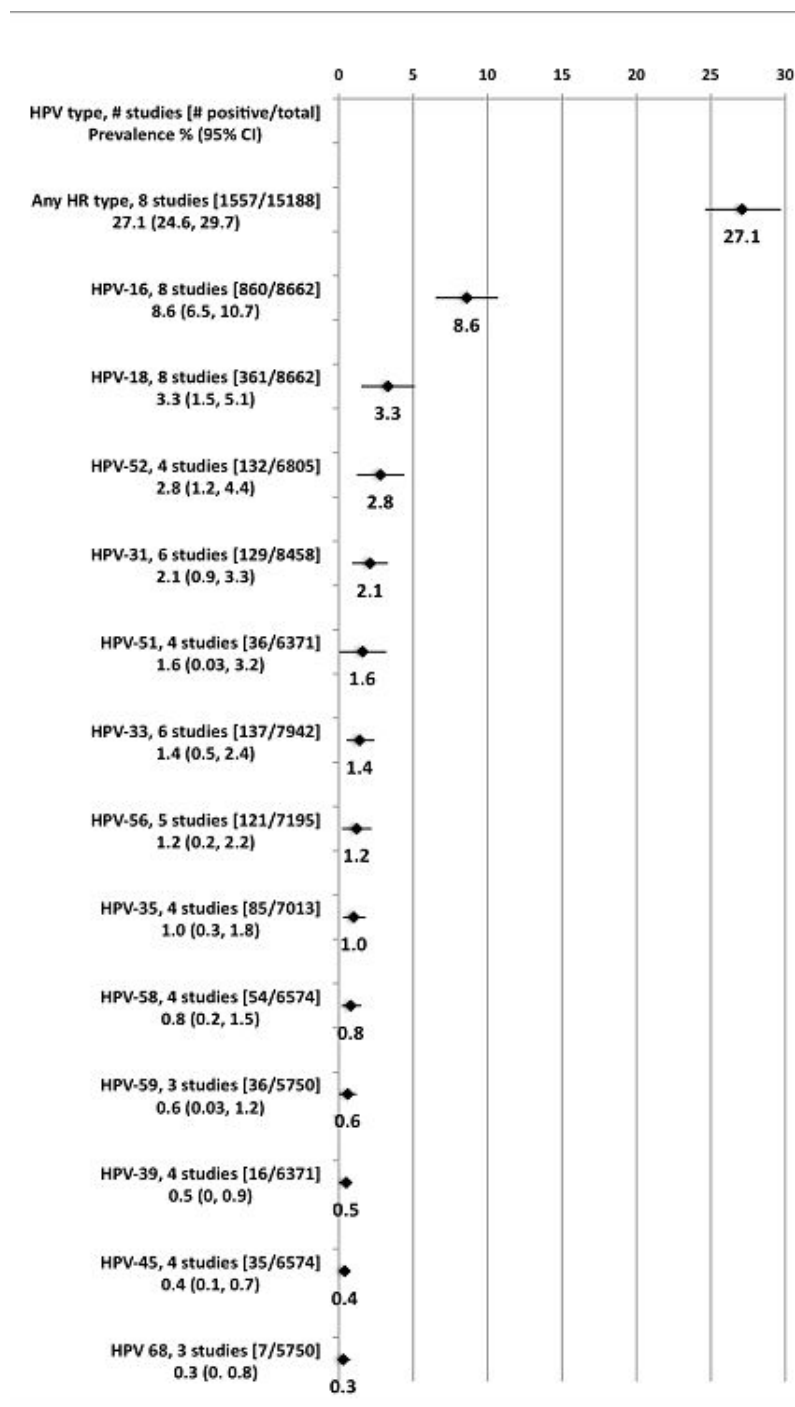 0 5 10 15 20 25 30
HPV type, # studies [# positive/total]
Prevalence % (95% CI)
Any HR type, 8 studies [1557/15188]
27.1 (24.6, 29.7)
27.1
HPV-16, 8 studies [860/8662]
8.6 (6.5, 10.7)
8.6
HPV-18, 8 studies [361/8662]
3.3 (1.5, 5.1)
3.3
HPV-52, 4 studies [132/6805]
2.8 (1.2, 4.4)
2.8
HPV-31, 6 studies [129/8458]
2.1 (0.9, 3.3)
2.1
HPV-51, 4 studies [36/6371]
1.6 (0.03, 3.2)
1.6
HPV-33, 6 studies [137/7942]
1.4 (0.5, 2.4)
1.4
HPV-56, 5 studies [121/7195]
1.2 (0.2, 2.2)
1.2
HPV-35, 4 studies [85/7013]
1.0 (0.3, 1.8)
1.0
HPV-58, 4 studies [54/6574]
0.8 (0.2, 1.5)
0.8
HPV-59, 3 studies [36/5750]
0.6 (0.03, 1.2)
0.6
HPV-39, 4 studies [16/6371]
0.5 (0, 0.9)
0.5
HPV-45, 4 studies [35/6574]
0.4 (0.1, 0.7)
0.4
HPV 68, 3 studies [7/5750]
0.3 (0. 0.8)
0.3